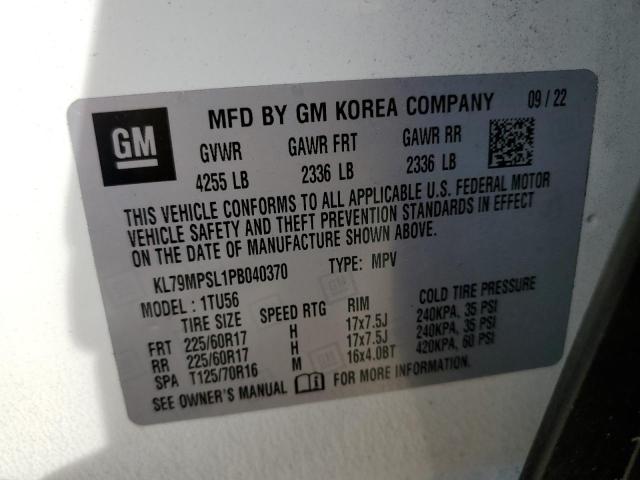 GM
MFD BY GM KOREA COMPANY 09/22
GVWR GAWR FRT GAWR RR
4255 LB 2336 LB 2336 LB
THIS VEHICLE CONFORMS TO ALL APPLICABLE U.S. FEDERAL MOTOR
VEHICLE SAFETY AND THEFT PREVENTION STANDARDS IN EFFECT
ON THE DATE OF MANUFACTURE SHOWN ABOVE.
KL79MPSL1PB040370 TYPE: MPV
MODEL: 1TU56
TIRE SIZE SPEED RTG RIM COLD TIRE PRESSURE
FRT 225/60R17 H 17x7.5J 240KPA, 35 PSI
RR 225/60R17 H 17x7.5J 240KPA, 35 PSI
SPA T125/70R16 M 16x4.0BT 420KPA, 60 PSI
SEE OWNER'S MANUAL FOR MORE INFORMATION.